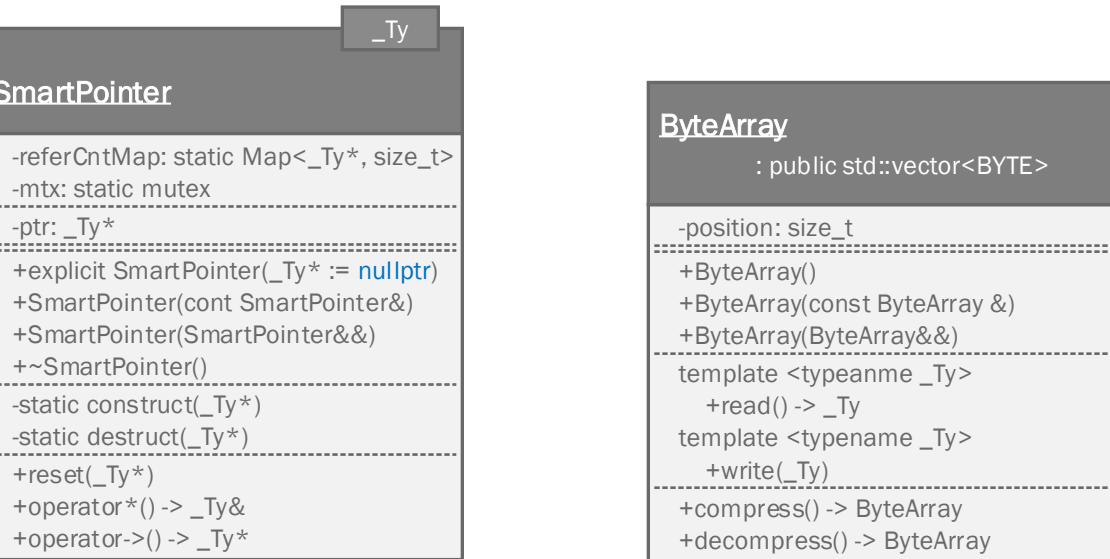 _Ty
SmartPointer
-referCntMap: static Map<_Ty*, size_t>
-mtx: static mutex
-ptr: _Ty*
+explicit SmartPointer(_Ty* := nullptr)
+SmartPointer(cont SmartPointer&)
+SmartPointer(SmartPointer&&)
+~SmartPointer()
-static construct(_Ty*)
-static destruct(_Ty*)
+reset(_Ty*)
+operator*() -> _Ty&
+operator->() -> _Ty*
ByteArray
: public std::vector<BYTE>
-position: size_t
+ByteArray()
+ByteArray(const ByteArray &)
+ByteArray(ByteArray&&)
template <typeanme _Ty>
+read() -> _Ty
template <typename _Ty>
+write(_Ty)
+compress() -> ByteArray
+decompress() -> ByteArray